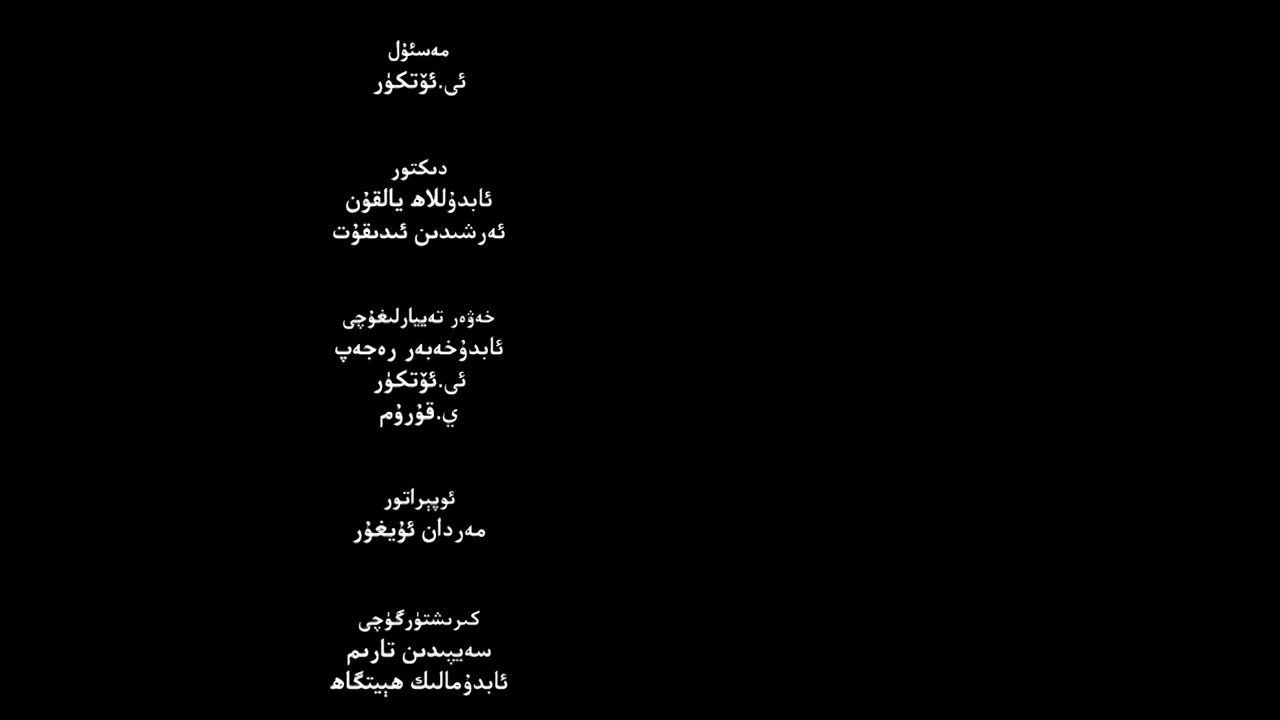 مەسئۇل
ئى.ئۆتكۈر
دىكتور
ئابدۇللاھ يالقۇن
ئەرشىدىن ئىدىقۇت
خەۋەر تەييارلىغۇچى
ئابدۇخەبەر رەجەپ
ئى.ئۆتكۈر
ي.قۇرۇم
ئوپېراتور
مەردان ئۇيغۇر
كىرىشتۈرگۈچى
سەيپىدىن تارىم
ئابدۇمالىك ھېيتگاھ